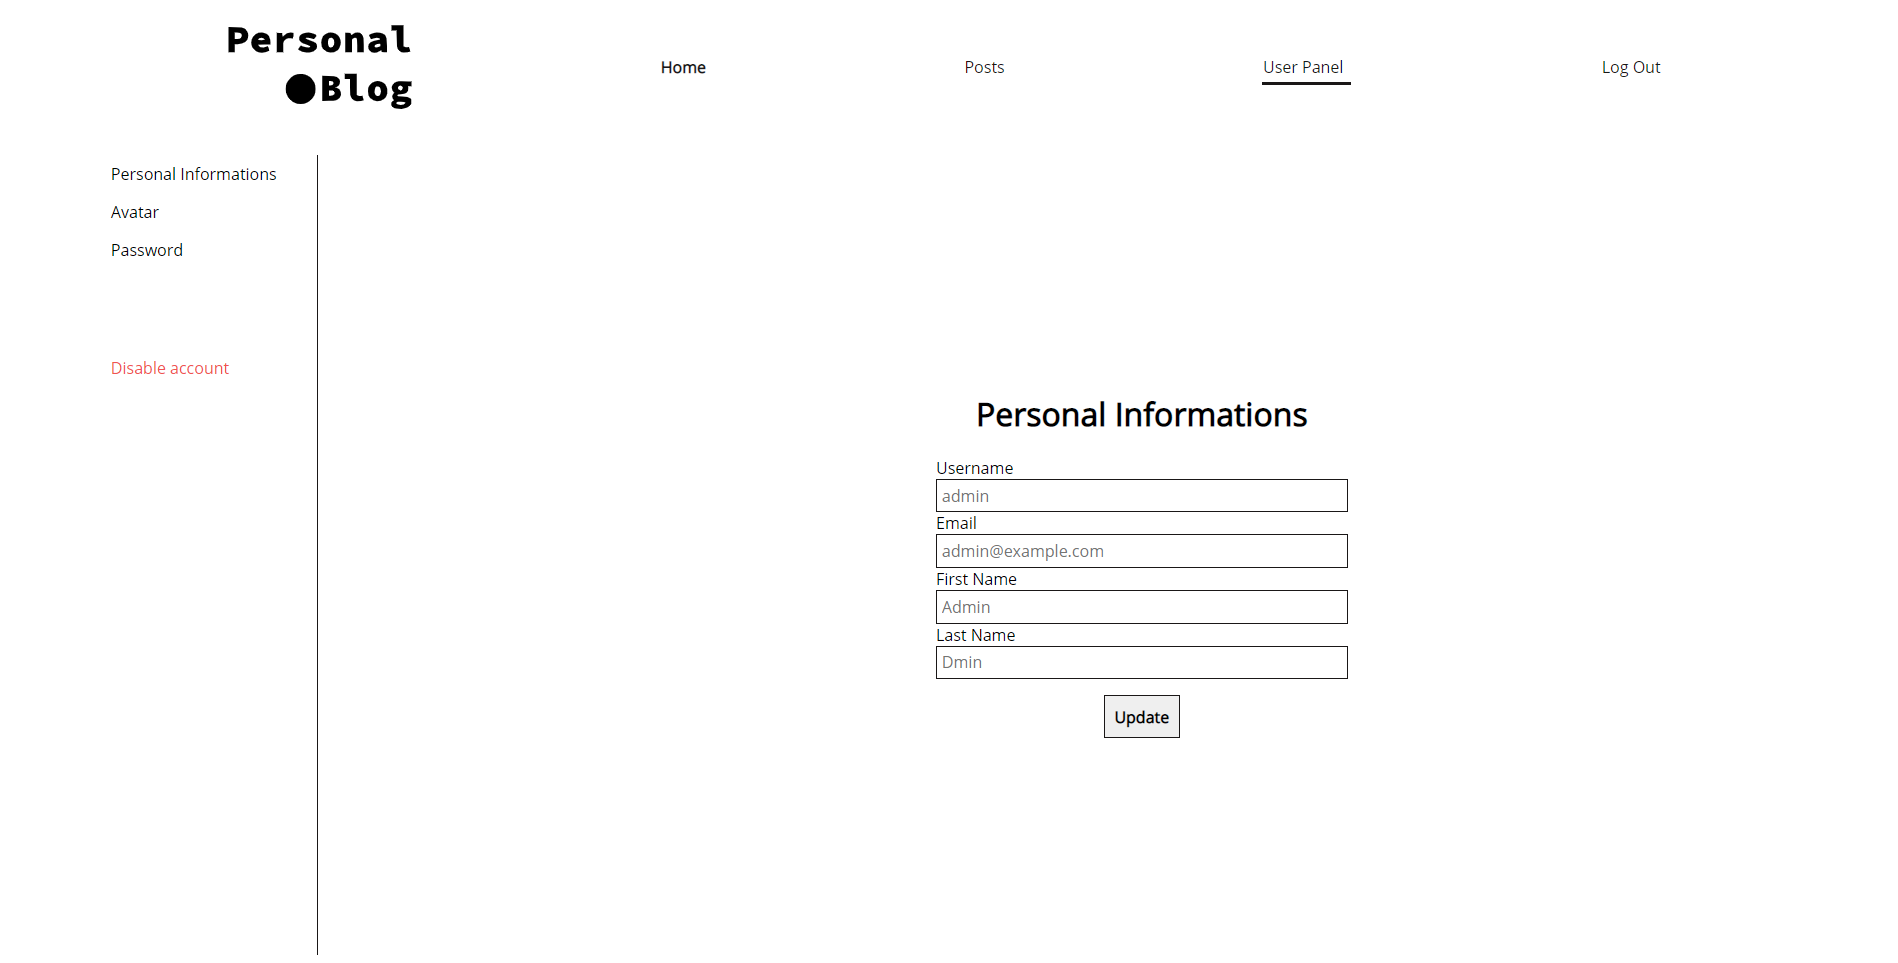 Personal
Blog
Home
Posts
User Panel
Log Out
Personal Informations
Avatar
Password
Disable account
Personal Informations
Username
admin
Email
admin@example.com
First Name
Admin
Last Name
Dmin
Update